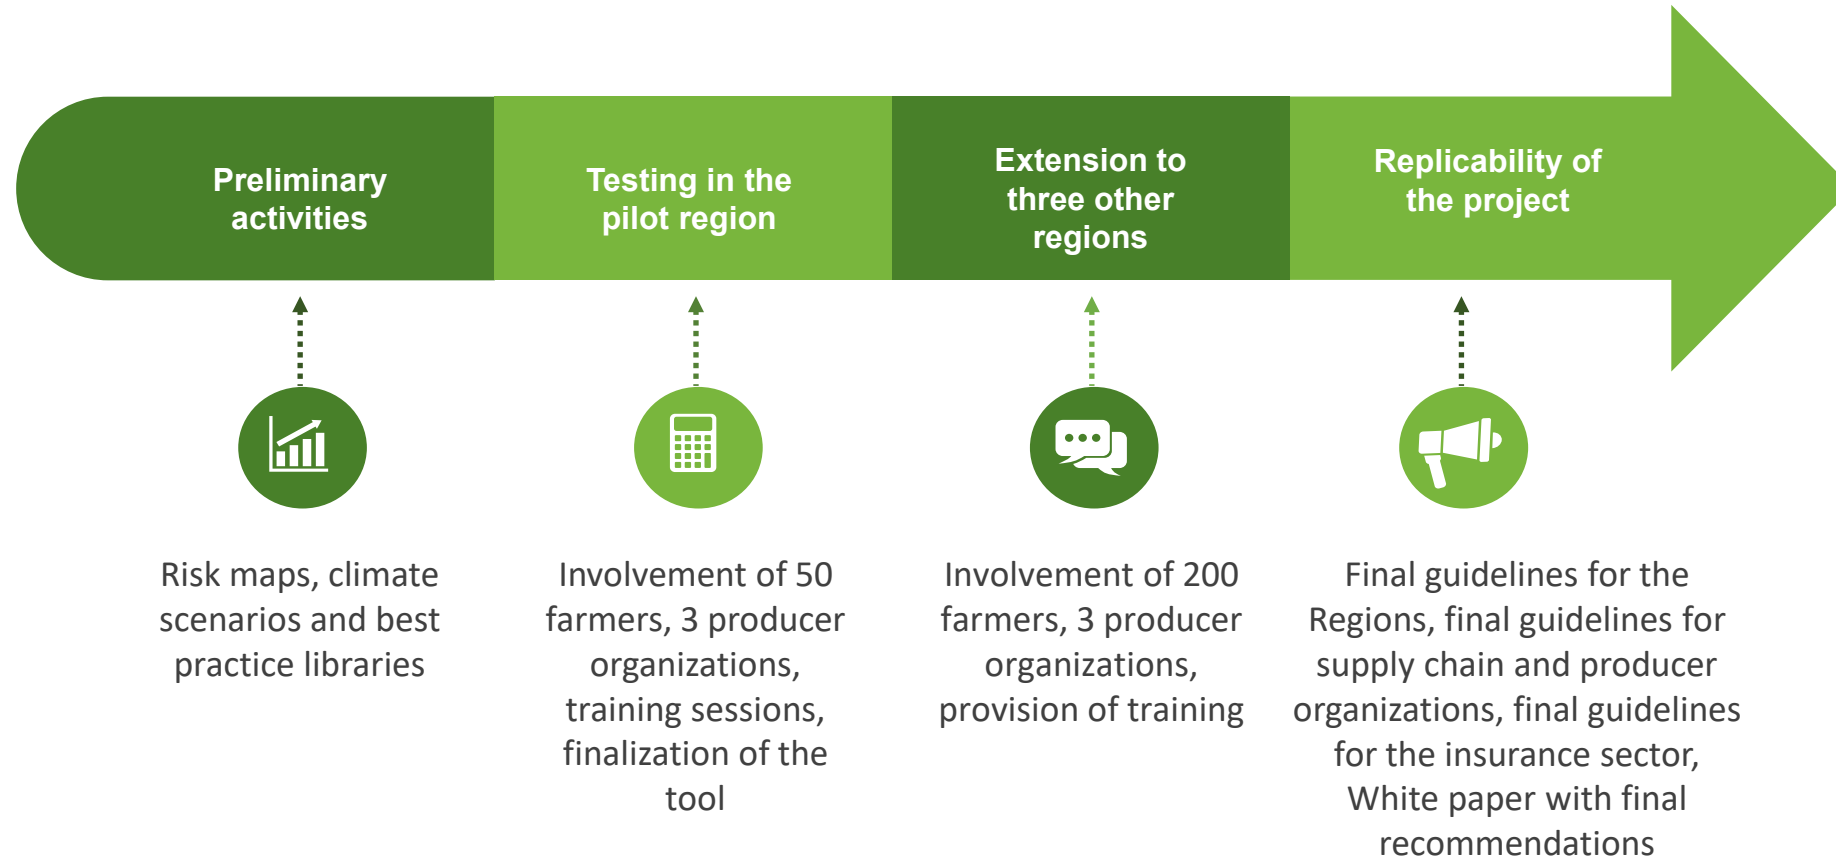 Preliminary
activities
Testing in the
pilot region
Extension to
three other
regions
Replicability of
the project
Risk maps, climate
scenarios and best
practice libraries
Involvement of 50
farmers, 3 producer
organizations,
training sessions,
finalization of the
tool
Involvement of 200
farmers, 3 producer
organizations,
provision of training
Final guidelines for the
Regions, final guidelines for
supply chain and producer
organizations, final guidelines
for the insurance sector,
White paper with final
recommendations